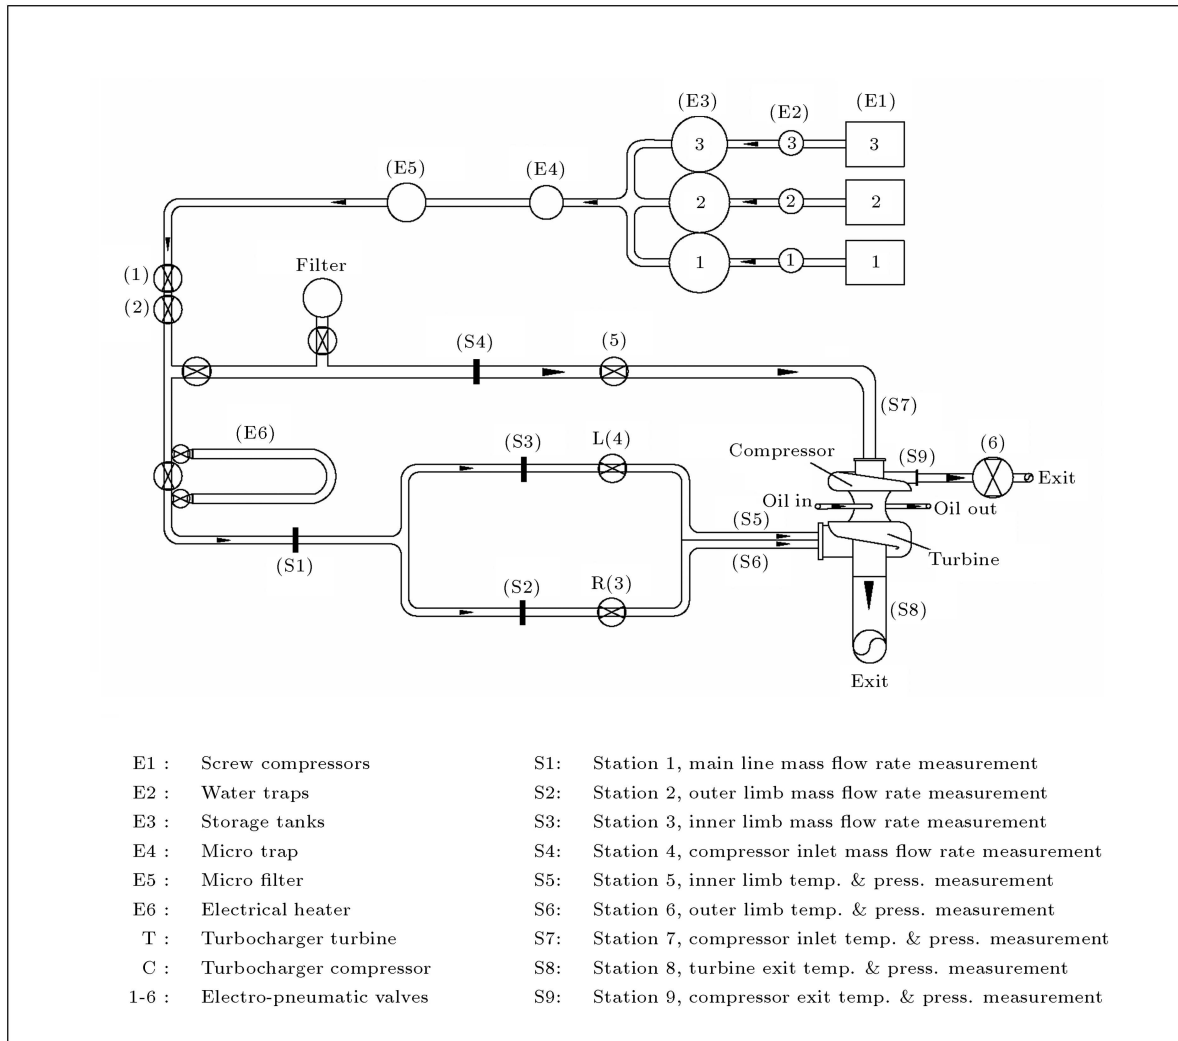 (E3)
(E2)
(E1)
3
3
3
(E5)
(E4)
2
2
2
1
1
1
(1)
(2)
Filter
(S4)
(5)
(S7)
(E6)
(S3)
L(4)
Compressor
(S9)
(6)
Exit
Oil in
Oil out
(S5)
(S6)
Turbine
(S1)
(S2)
R(3)
(S8)
Exit
E1 : Screw compressors
E2 : Water traps
E3 : Storage tanks
E4 : Micro trap
E5 : Micro filter
E6 : Electrical heater
T : Turbocharger turbine
C : Turbocharger compressor
1-6 : Electro-pneumatic valves
S1: Station 1, main line mass flow rate measurement
S2: Station 2, outer limb mass flow rate measurement
S3: Station 3, inner limb mass flow rate measurement
S4: Station 4, compressor inlet mass flow rate measurement
S5: Station 5, inner limb temp. & press. measurement
S6: Station 6, outer limb temp. & press. measurement
S7: Station 7, compressor inlet temp. & press. measurement
S8: Station 8, turbine exit temp. & press. measurement
S9: Station 9, compressor exit temp. & press. measurement